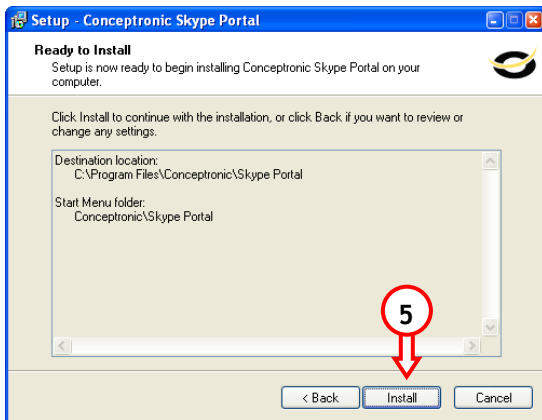 Setup - Conceptronic Skype Portal
Ready to Install
Setup is now ready to begin installing Conceptronic Skype Portal on your
computer.
Click Install to continue with the installation, or click Back if you want to review or
change any settings.
Destination location:
C:\Program Files\Conceptronic\Skype Portal
Start Menu folder:
Conceptronic\Skype Portal
5
< Back Install Cancel